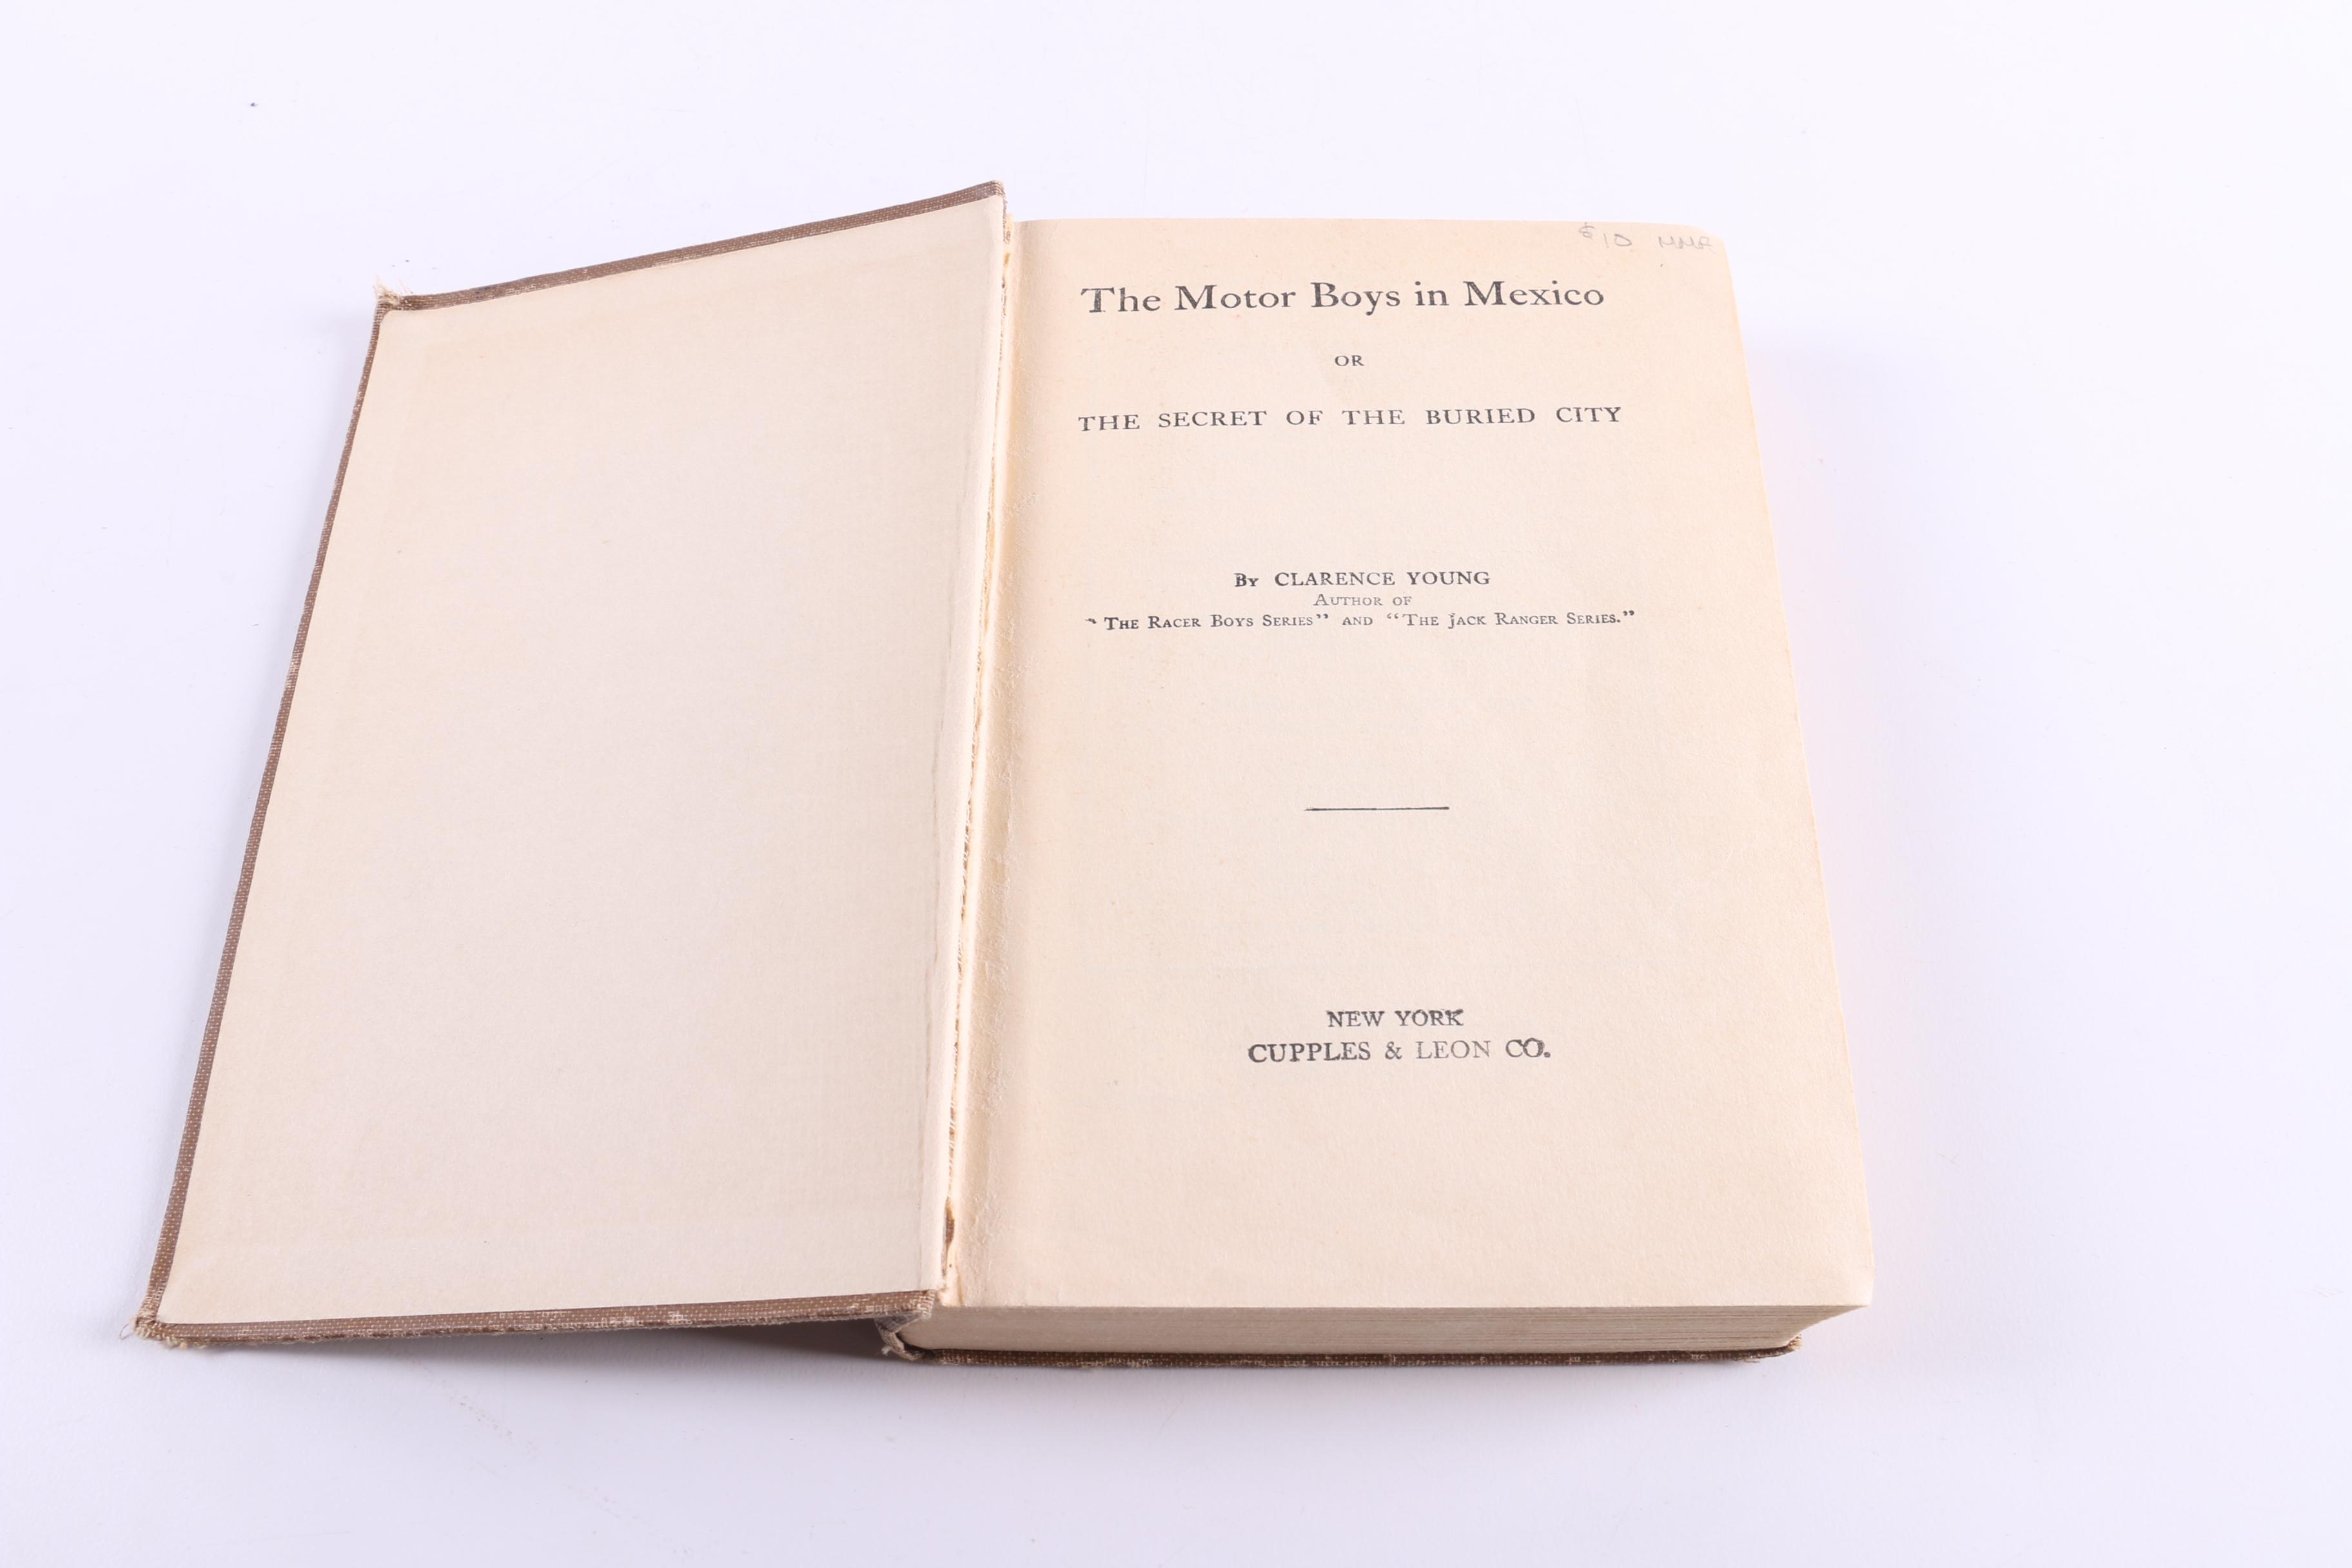 $10
The Motor Boys in Mexico
OR
THE SECRET OF THE BURIED CITY
By CLARENCE YOUNG
AUTHOR OF
"THE RACER BOYS SERIES" AND "THE JACK RANGER SERIES."
NEW YORK
CUPPLES & LEON CO.